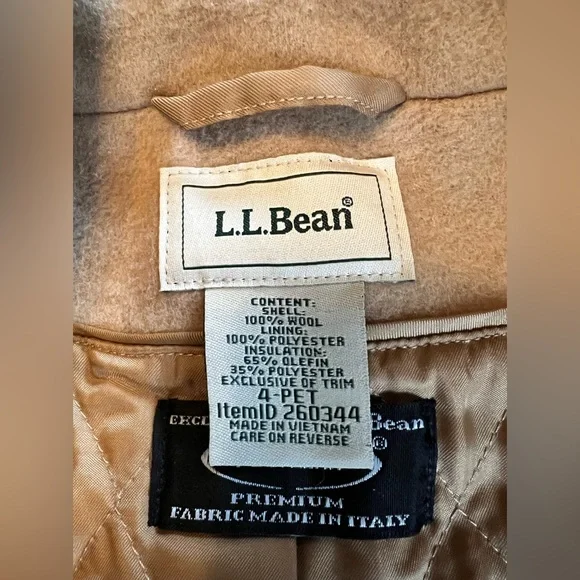 L.L.Bean®
CONTENT:
SHELL:
100% WOOL
LINING:
100% POLYESTER
INSULATION:
65% OLEFIN
35% POLYESTER
EXCLUSIVE OF TRIM
4-PET
ItemID 260344
MADE IN VIETNAM
CARE ON REVERSE
Bean
®
PREMIUM
FABRIC MADE IN ITALY